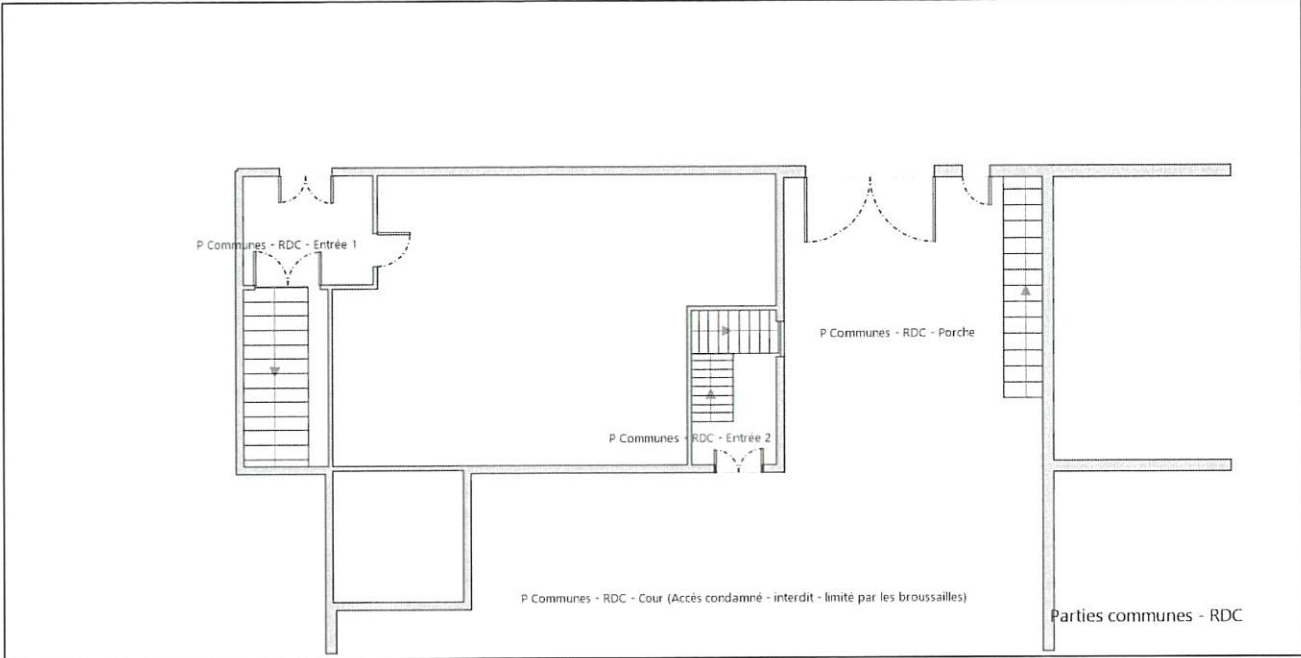 P Communes - RDC - Entrée 1
P Communes - RDC - Porche
P Communes - RDC - Entrée 2
P Communes - RDC - Cour (Accès condamné - interdit - limité par les broussailles)
Parties communes - RDC